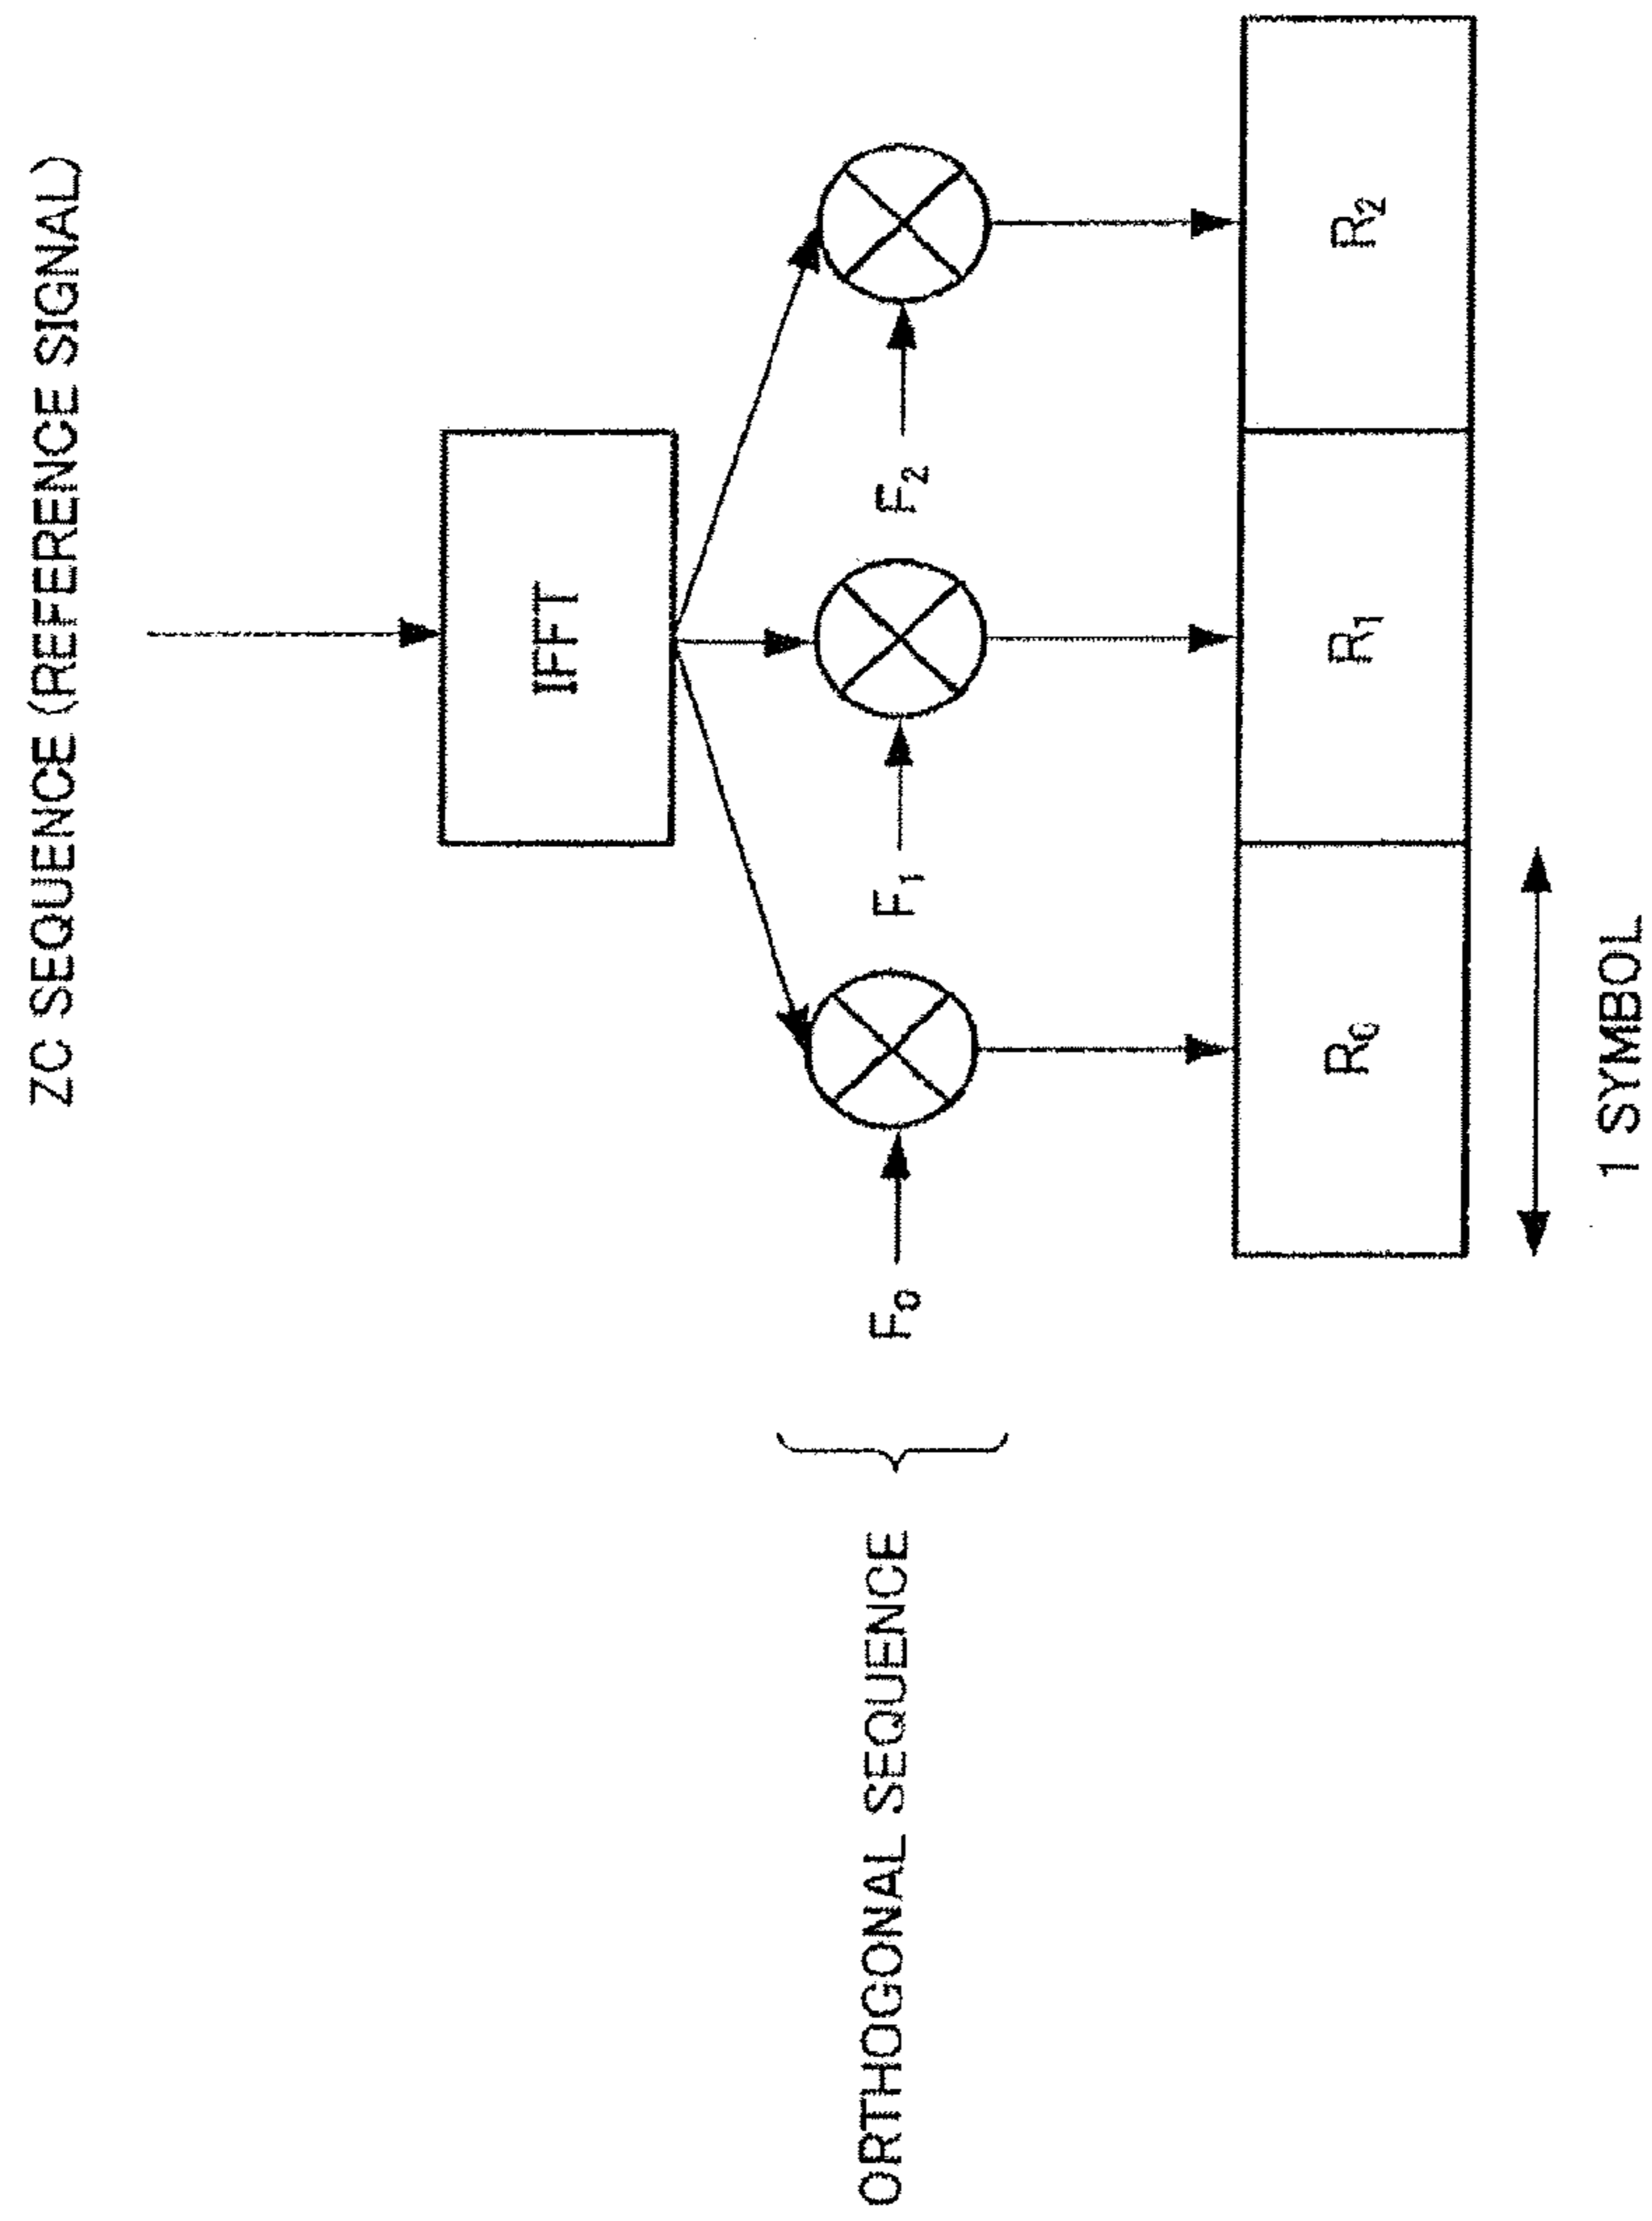 ZC SEQUENCE (REFERENCE SIGNAL)
IFFT
ORTHOGONAL SEQUENCE
F0
F1
F2
R0
R1
R2
1 SYMBOL